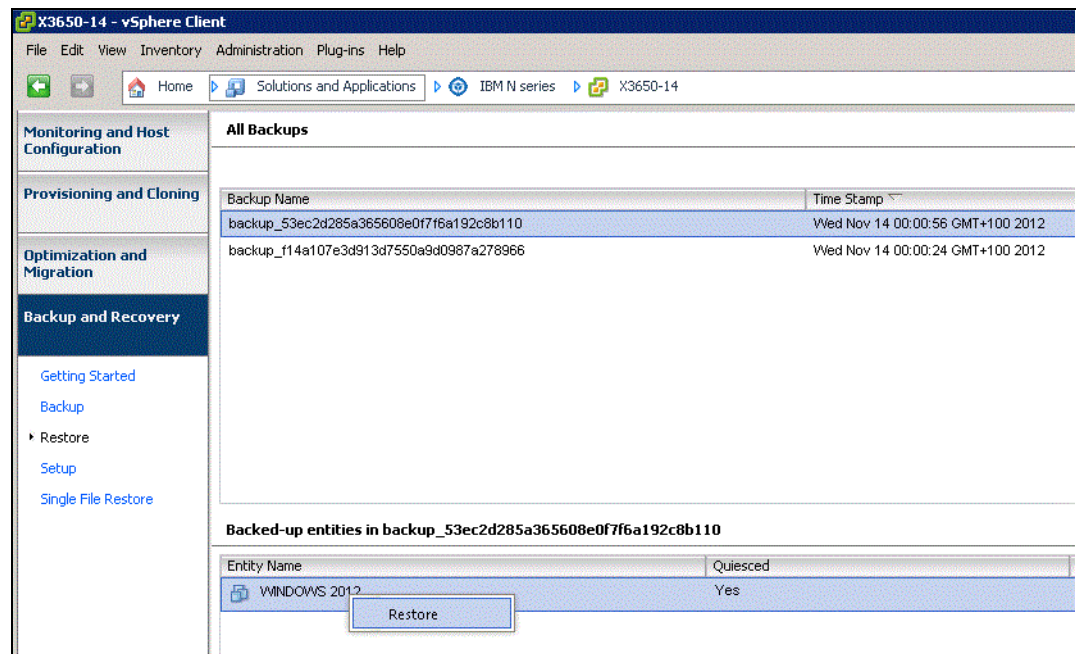 X3650-14 - vSphere Client
File Edit View Inventory Administration Plug-ins Help
Home Solutions and Applications IBM N series X3650-14
Monitoring and Host
Configuration
Provisioning and Cloning
Optimization and
Migration
Backup and Recovery
Getting Started
Backup
Restore
Setup
Single File Restore
All Backups
Backup Name Time Stamp
backup_53ec2d285a365608e0f7f6a192c8b110 Wed Nov 14 00:00:56 GMT+100 2012
backup_f14a107e3d913d7550a9d0987a278966 Wed Nov 14 00:00:24 GMT+100 2012
Backed-up entities in backup_53ec2d285a365608e0f7f6a192c8b110
Entity Name Quiesced
WINDOWS 2012 Yes
Restore